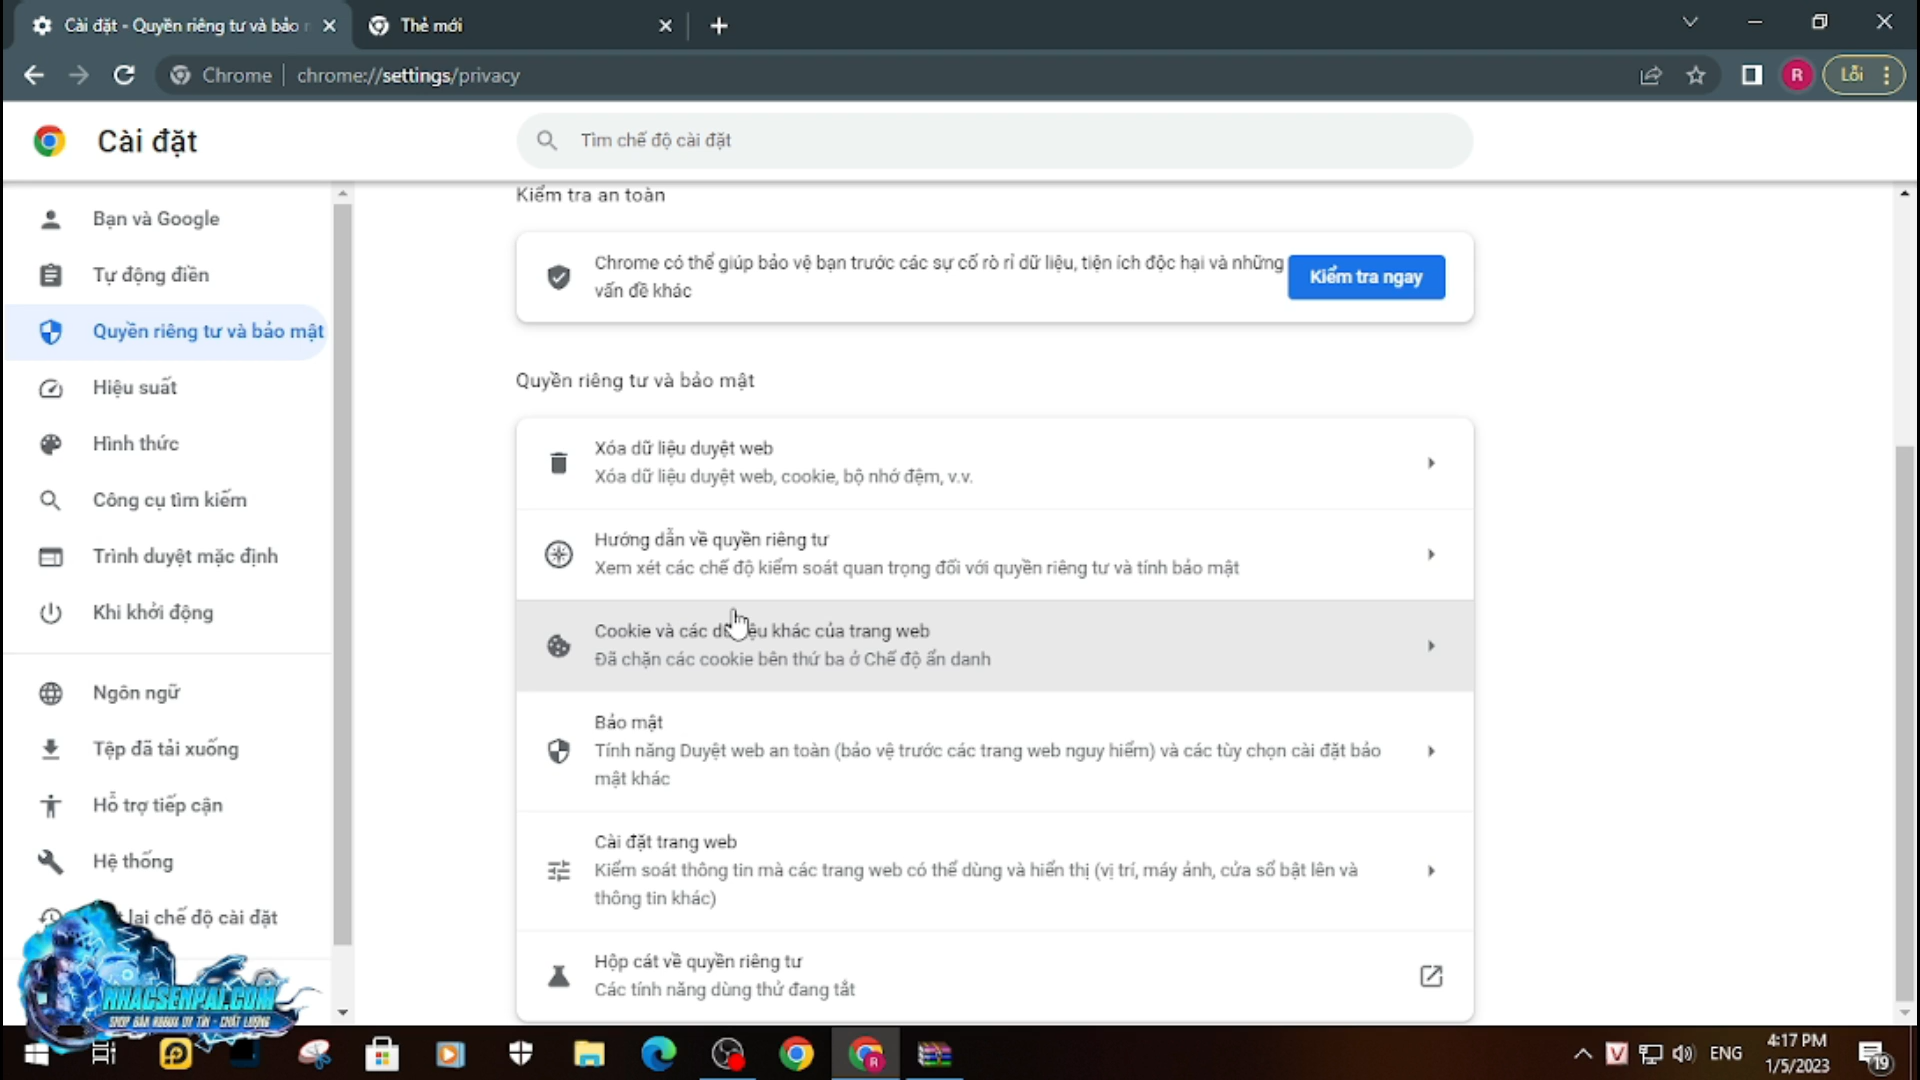 Cài đặt - Quyền riêng tư và bảo
Thẻ mới
Chrome
chrome://settings/privacy
R
Lỗi
Cài đặt
Tìm chế độ cài đặt
Bạn và Google
Tự động điền
Quyền riêng tư và bảo mật
Hiệu suất
Hình thức
Công cụ tìm kiếm
Trình duyệt mặc định
Khi khởi động
Ngôn ngữ
Tệp đã tải xuống
Hỗ trợ tiếp cận
Hệ thống
lại chế độ cài đặt
Kiểm tra an toàn
Chrome có thể giúp bảo vệ bạn trước các sự cố rò rỉ dữ liệu, tiện ích độc hại và những
vấn đề khác
Kiểm tra ngay
Quyền riêng tư và bảo mật
Xóa dữ liệu duyệt web
Xóa dữ liệu duyệt web, cookie, bộ nhớ đệm, v.v.
Hướng dẫn về quyền riêng tư
Xem xét các chế độ kiểm soát quan trọng đối với quyền riêng tư và tính bảo mật
Cookie và các dữ liệu khác của trang web
Đã chặn các cookie bên thứ ba ở Chế độ ẩn danh
Bảo mật
Tính năng Duyệt web an toàn (bảo vệ trước các trang web nguy hiểm) và các tùy chọn cài đặt bảo
mật khác
Cài đặt trang web
Kiểm soát thông tin mà các trang web có thể dùng và hiển thị (vị trí, máy ảnh, cửa sổ bật lên và
thông tin khác)
Hộp cát về quyền riêng tư
Các tính năng dùng thử đang tắt
NHACSENPAI.COM
SHOP BÁN ROBUX UY TÍN - CHẤT LƯỢNG
R
V
ENG
4:17 PM
1/5/2023
19